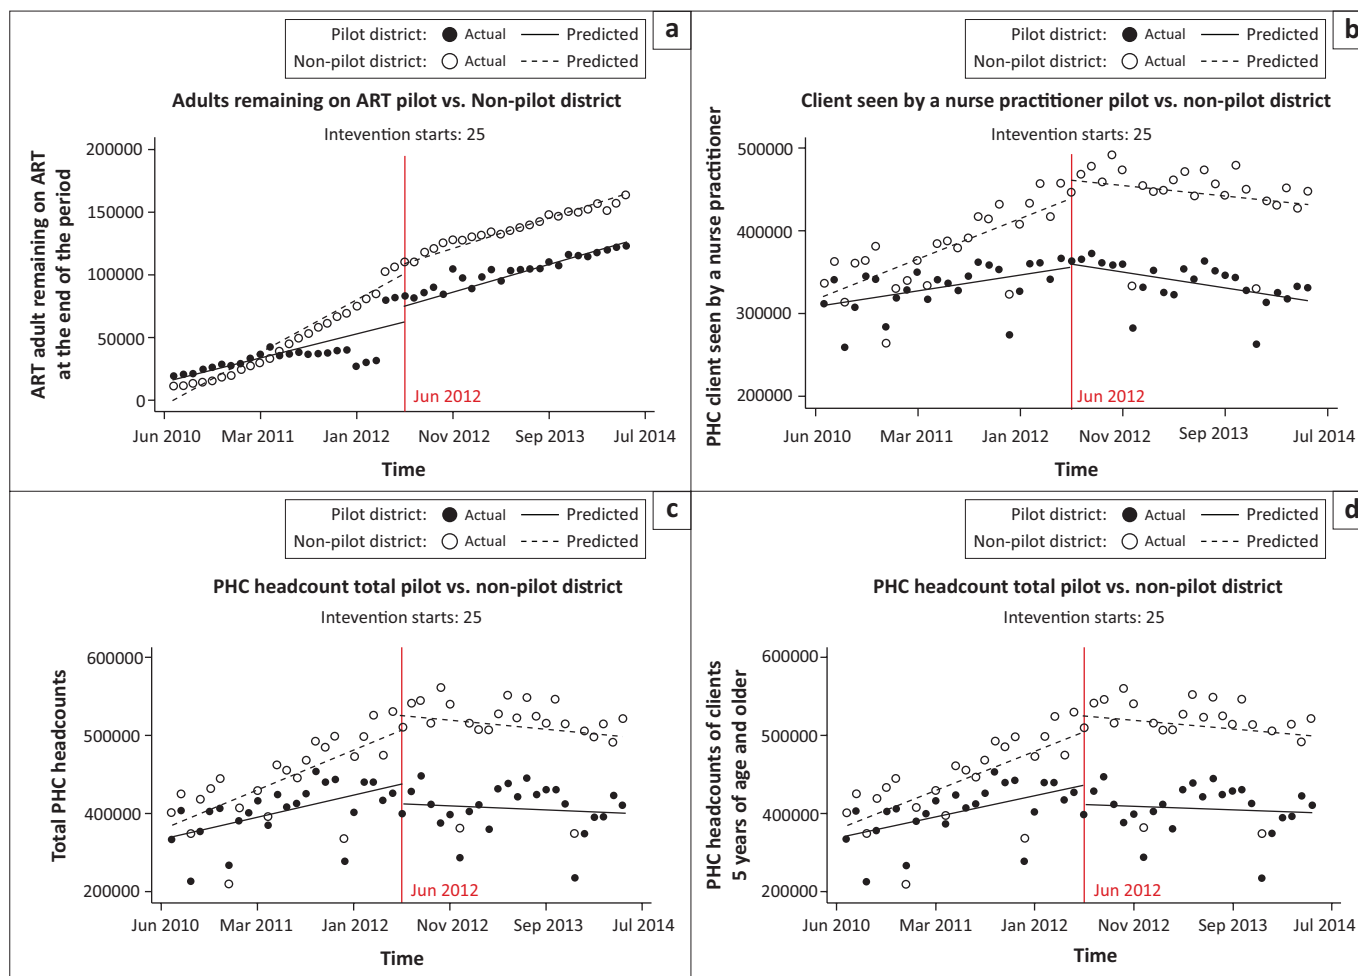 Pilot district: Actual Predicted
Non-pilot district: Actual Predicted
a
Adults remaining on ART pilot vs. Non-pilot district
Intevention starts: 25
ART adult remaining on ART
at the end of the period
200000
150000
100000
50000
0
Jun 2012
Jun 2010 Mar 2011 Jan 2012 Nov 2012 Sep 2013 Jul 2014
Time
Pilot district: Actual Predicted
Non-pilot district: Actual Predicted
b
Client seen by a nurse practitioner pilot vs. non-pilot district
Intevention starts: 25
PHC client seen by a nurse practitioner
500000
400000
300000
200000
Jun 2012
Jun 2010 Mar 2011 Jan 2012 Nov 2012 Sep 2013 Jul 2014
Time
Pilot district: Actual Predicted
Non-pilot district: Actual Predicted
c
PHC headcount total pilot vs. non-pilot district
Intevention starts: 25
Total PHC headcounts
600000
500000
400000
200000
Jun 2012
Jun 2010 Mar 2011 Jan 2012 Nov 2012 Sep 2013 Jul 2014
Time
Pilot district: Actual Predicted
Non-pilot district: Actual Predicted
d
PHC headcount total pilot vs. non-pilot district
Intevention starts: 25
PHC headcounts of clients
5 years of age and older
600000
500000
400000
200000
Jun 2012
Jun 2010 Mar 2011 Jan 2012 Nov 2012 Sep 2013 Jul 2014
Time